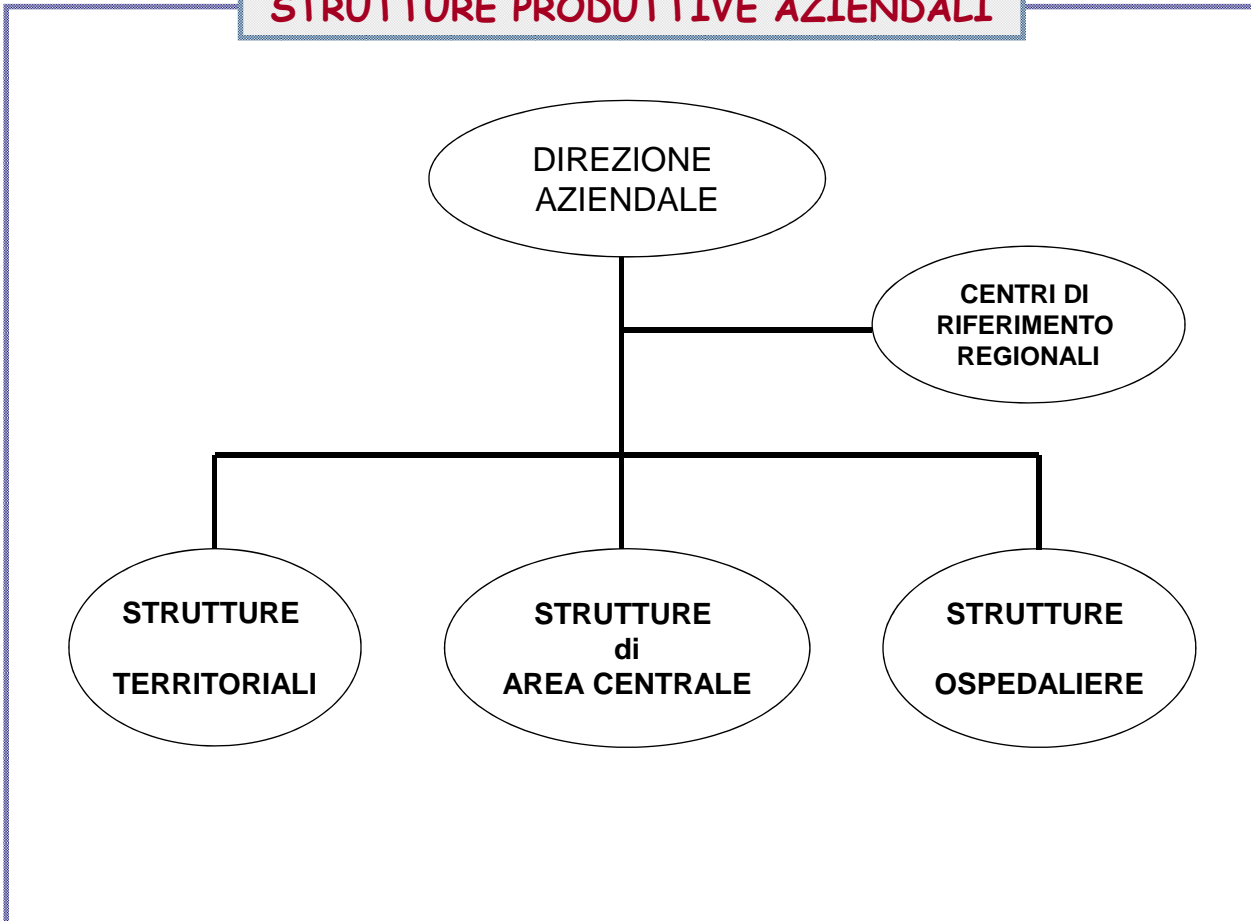 STRUTTURE PRODUTTIVE AZIENDALI
DIREZIONE
AZIENDALE
CENTRI DI
RIFERIMENTO
REGIONALI
STRUTTURE
TERRITORIALI
STRUTTURE
di
AREA CENTRALE
STRUTTURE
OSPEDALIERE